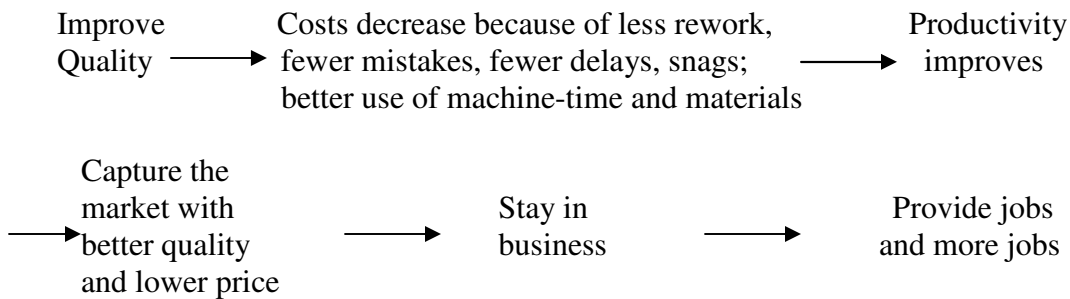 Improve
Quality
Costs decrease because of less rework,
fewer mistakes, fewer delays, snags;
better use of machine-time and materials
Productivity
improves
Capture the
market with
better quality
and lower price
Stay in
business
Provide jobs
and more jobs